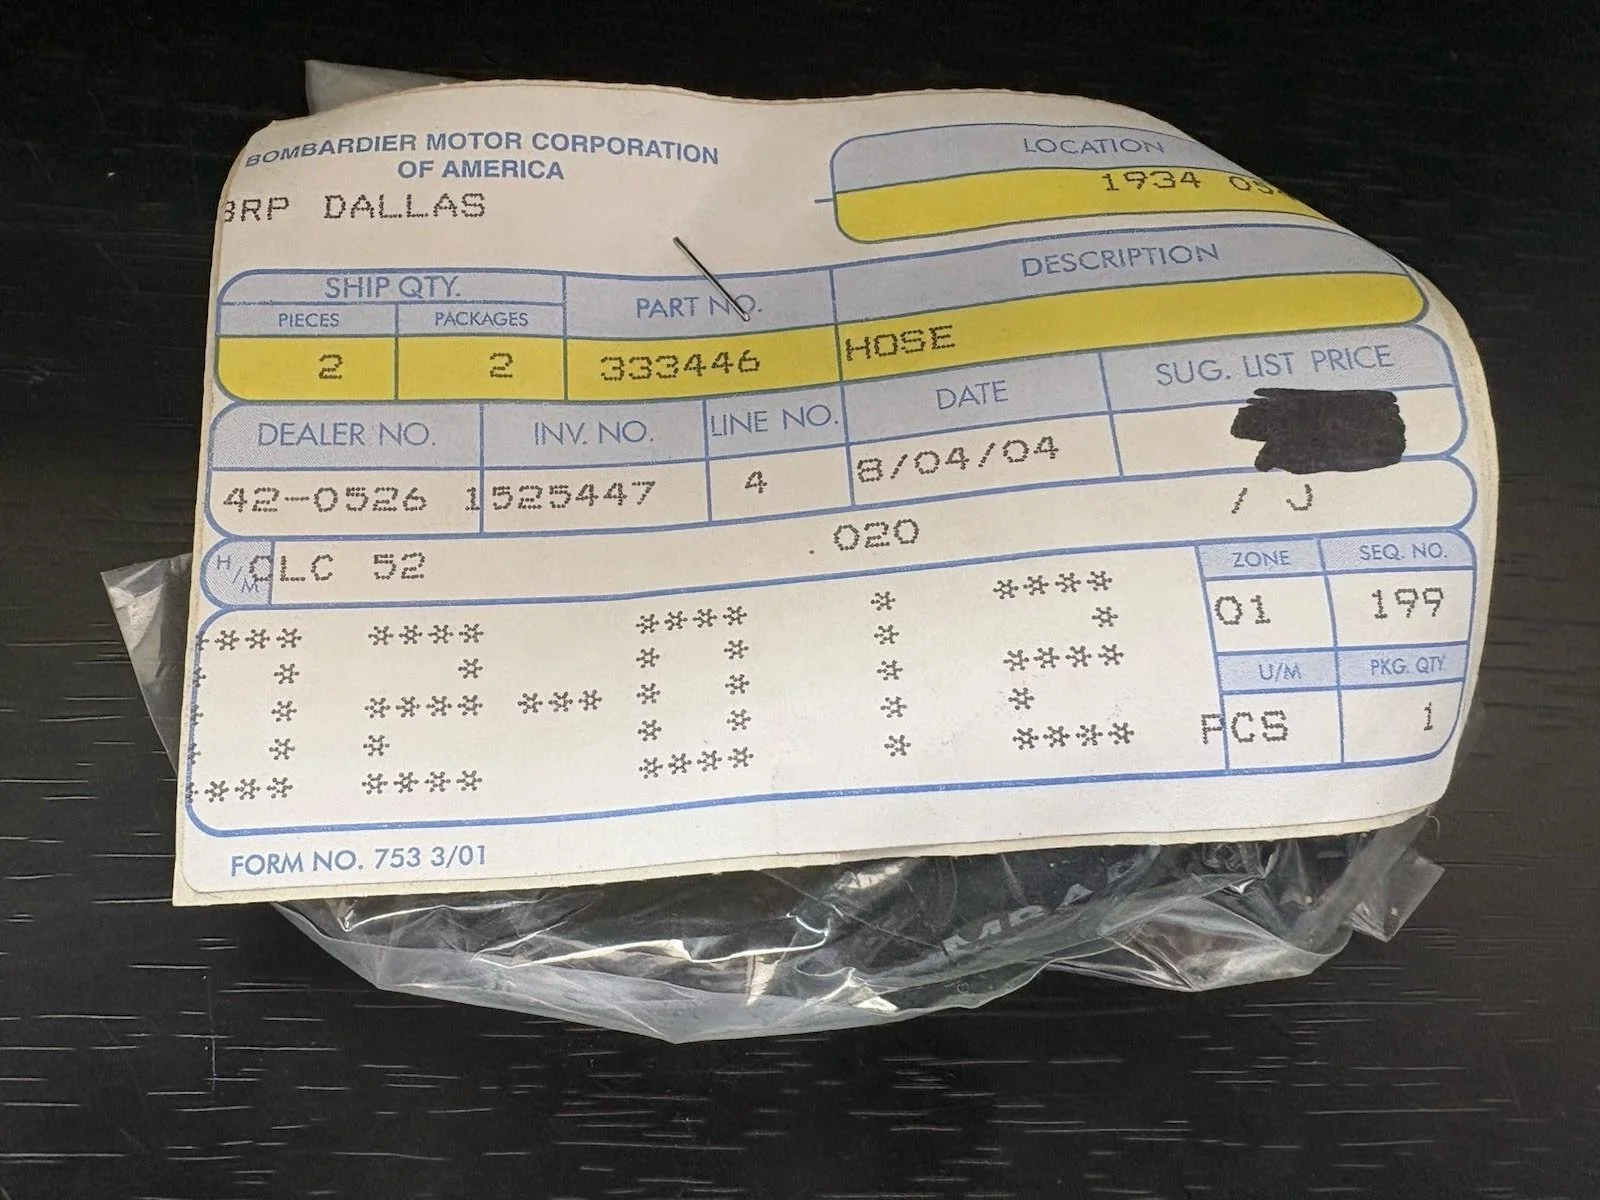 BOMBARDIER MOTOR CORPORATION
OF AMERICA
BRP DALLAS
LOCATION
1934
SHIP QTY.
PIECES PACKAGES
PART NO.
DESCRIPTION
2 2 333446 HOSE
DEALER NO. INV. NO. LINE NO. DATE SUG. LIST PRICE
42-0526 1525447 4 8/04/04
020 / J
H/M CLC 52
ZONE SEQ. NO.
01 199
U/M PKG. QTY.
PCS 1
**** **** **** * ****
* * * * * * *
* * **** *** * * * ****
* * * * * * *
**** **** **** * ****
FORM NO. 753 3/01